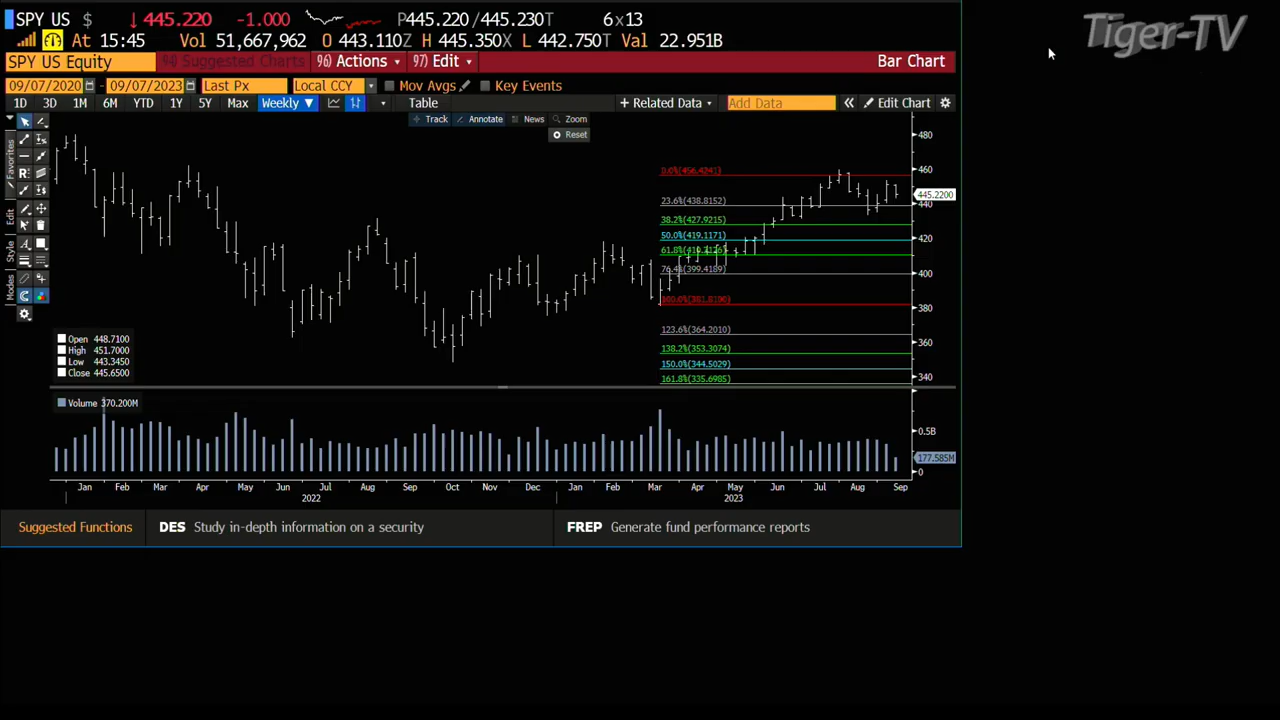 SPY US $ ↓ 445.220 -1.000 P445.220/445.230T 6x13
At 15:45 Vol 51,667,962 O 443.110Z H 445.350X L 442.750T Val 22.951B
Tiger-TV
SPY US Equity 94) Suggested Charts 96) Actions 97) Edit Bar Chart
09/07/2020 - 09/07/2023 Last Px Local CCY Mov Avgs Key Events
1D 3D 1M 6M YTD 1Y 5Y Max Weekly ▼ Table + Related Data Add Data « Edit Chart
+ Track Annotate News Zoom
Reset
Favorites
Edit
Style
Modes
480
460
445.2200
440
420
400
380
360
340
0.0%(456.4241)
23.6%(438.8152)
38.2%(427.9215)
50.0%(419.1171)
61.8%
76.4%(399.4189)
100.0%(381.8100)
123.6%(364.2010)
138.2%(353.3074)
150.0%(344.5029)
161.8%(335.6985)
Open 448.7100
High 451.7000
Low 443.3450
Close 445.6500
Volume 370.200M
0.5B
177.585M
0
Jan Feb Mar Apr May Jun Jul Aug Sep Oct Nov Dec Jan Feb Mar Apr May Jun Jul Aug Sep
2022 2023
Suggested Functions DES Study in-depth information on a security FREP Generate fund performance reports